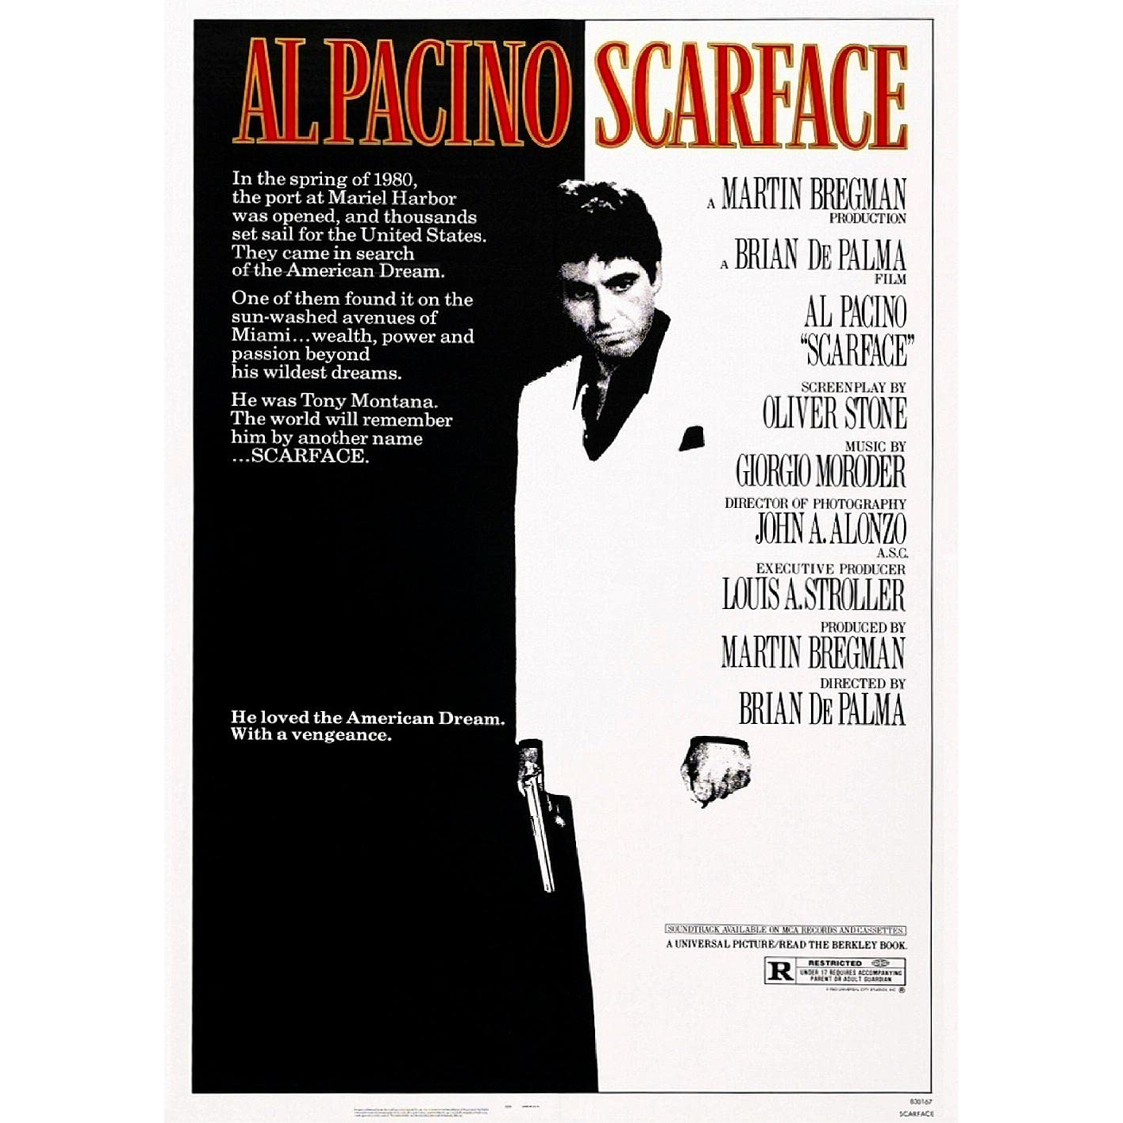 AL PACINO SCARFACE
In the spring of 1980,
the port at Mariel Harbor
was opened, and thousands
set sail for the United States.
They came in search
of the American Dream.
One of them found it on the
sun-washed avenues of
Miami...wealth, power and
passion beyond
his wildest dreams.
He was Tony Montana.
The world will remember
him by another name
...SCARFACE.
He loved the American Dream.
With a vengeance.
A MARTIN BREGMAN
PRODUCTION
A BRIAN DE PALMA
FILM
AL PACINO
“SCARFACE”
SCREENPLAY BY
OLIVER STONE
MUSIC BY
GIORGIO MORODER
DIRECTOR OF PHOTOGRAPHY
JOHN A. ALONZO
A.S.C.
EXECUTIVE PRODUCER
LOUIS A. STROLLER
PRODUCED BY
MARTIN BREGMAN
DIRECTED BY
BRIAN DE PALMA
SOUNDTRACK AVAILABLE ON MCA RECORDS AND CASSETTES.
A UNIVERSAL PICTURE/READ THE BERKLEY BOOK.
R RESTRICTED
UNDER 17 REQUIRES ACCOMPANYING
PARENT OR ADULT GUARDIAN
830167
SCARFACE